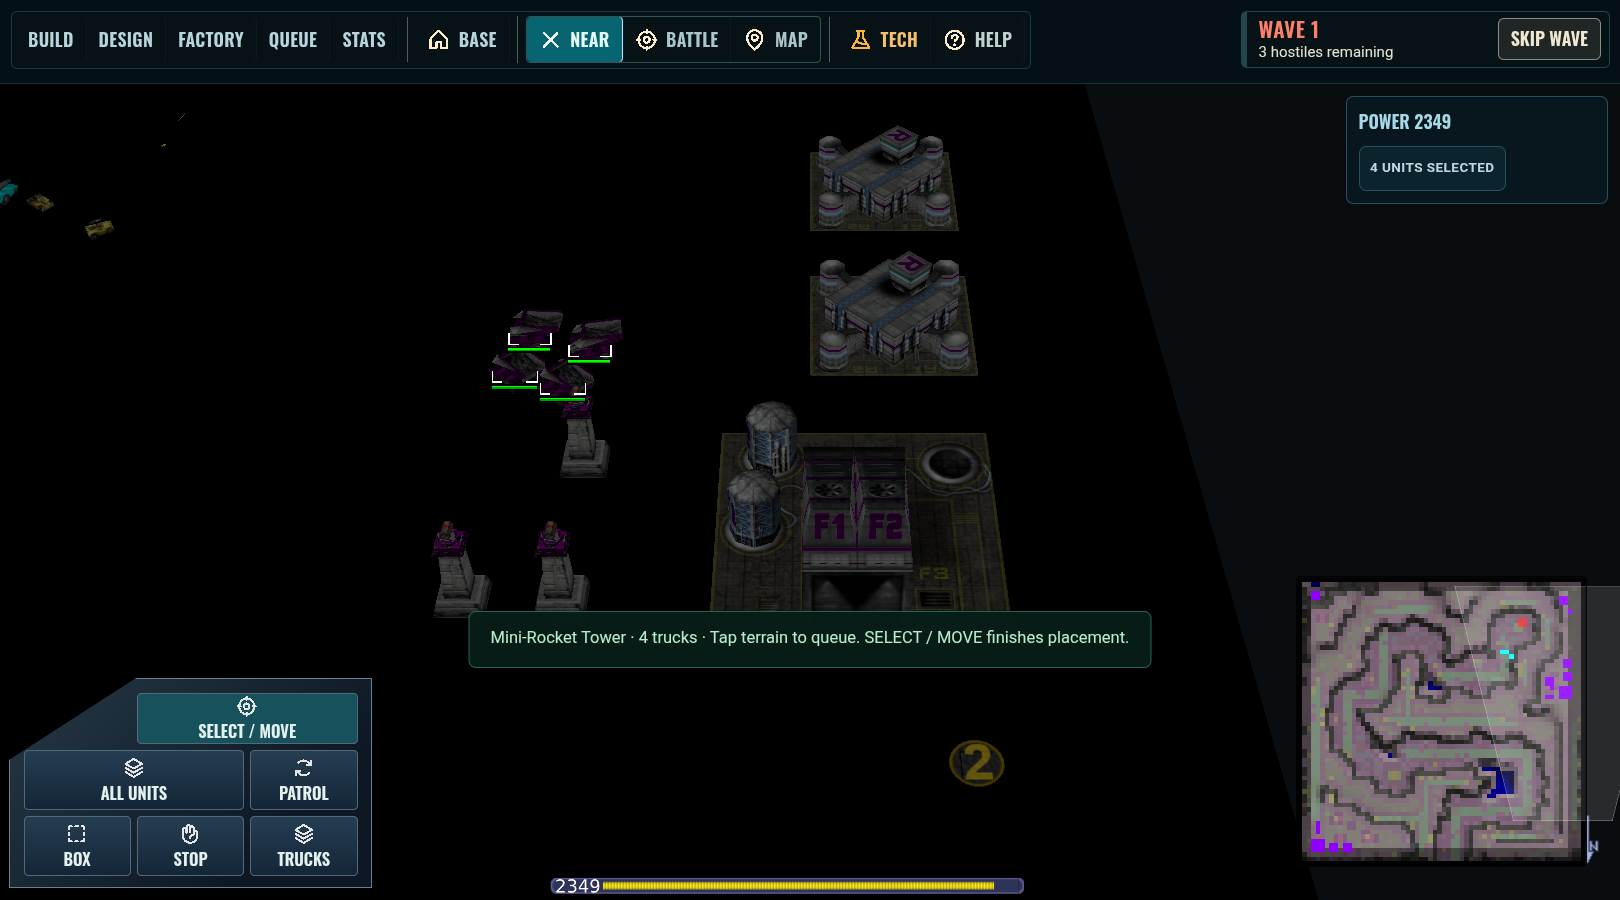 BUILD DESIGN FACTORY QUEUE STATS BASE NEAR BATTLE MAP TECH HELP
WAVE 1
3 hostiles remaining
SKIP WAVE
POWER 2349
4 UNITS SELECTED
R
R
F1 F2
F3
Mini-Rocket Tower · 4 trucks · Tap terrain to queue. SELECT / MOVE finishes placement.
2
SELECT / MOVE
ALL UNITS
PATROL
BOX
STOP
TRUCKS
2349
N